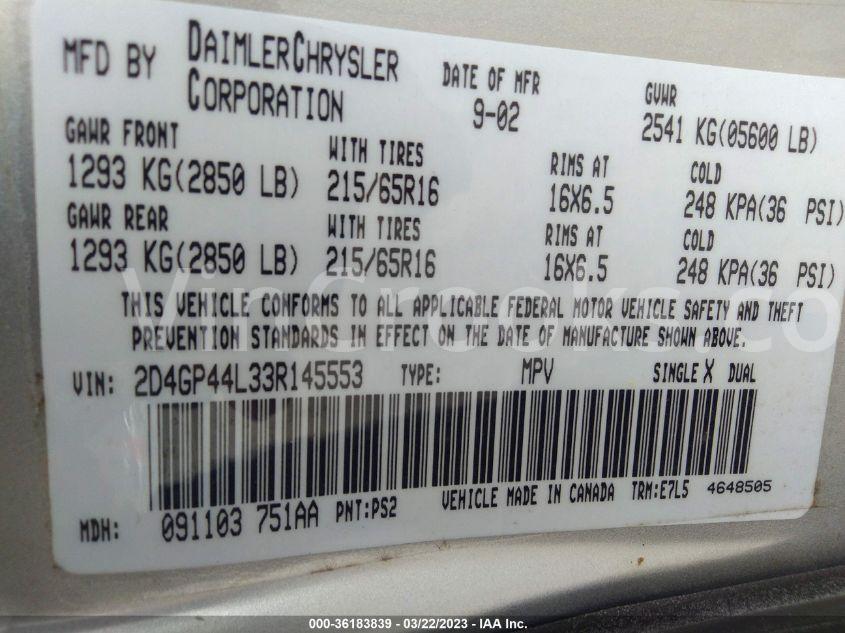 MFD BY DAIMLERCHRYSLER CORPORATION DATE OF MFR 9-02 GVWR 2541 KG(05600 LB)
GAWR FRONT WITH TIRES RIMS AT COLD
1293 KG(2850 LB) 215/65R16 16X6.5 248 KPA(36 PSI)
GAWR REAR WITH TIRES RIMS AT COLD
1293 KG(2850 LB) 215/65R16 16X6.5 248 KPA(36 PSI)
THIS VEHICLE CONFORMS TO ALL APPLICABLE FEDERAL MOTOR VEHICLE SAFETY AND THEFT
PREVENTION STANDARDS IN EFFECT ON THE DATE OF MANUFACTURE SHOWN ABOVE.
VIN: 2D4GP44L33R145553 TYPE: MPV SINGLE X DUAL
MDH: 091103 751AA PNT:PS2 VEHICLE MADE IN CANADA TRM:E7L5 4648505
VinCrooks.co
000-36183839 - 03/22/2023 - © IAA Inc.